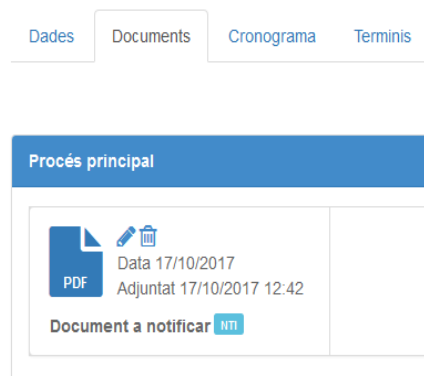 Dades Documents Cronograma Terminis
Procés principal
Data 17/10/2017
PDF Adjuntat 17/10/2017 12:42
Document a notificar NTI